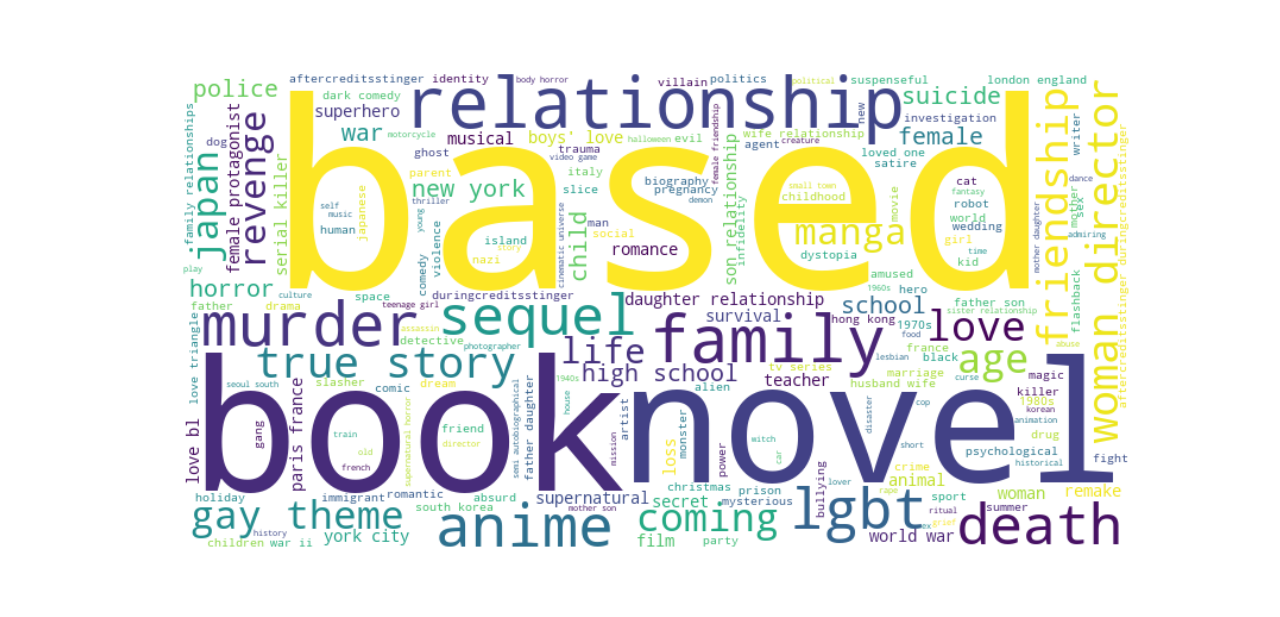 aftercreditsstinger identity body horror villain politics political suspenseful london england
police dark comedy superhero relationship new suicide investigation
family relationships dog female protagonist revenge war motorcycle musical boys' love halloween evil wife relationship agent creature female writer
based
ghost trauma video game female friendship loved one satire
japan serial killer parent new york italy slice biography pregnancy demon son relationship small town childhood cat fantasy robot dance
self music thriller human japanese young child man social cinematic universe infidelity manga movie world wedding girl time kid mother sex admiring
violence island story nazi comedy romance dystopia mother daughter friendship woman director
play horror culture space duringcreditsstinger amused 1960s hero aftercreditsstinger duringcreditsstinger
father drama teenage girl daughter relationship school father son sister relationship flashback
murder assassin detective sequel survival hong kong food 1970s love abuse
love triangle true story photographer life family france lesbian black age
seoul south slasher comic dream high school tv series teacher marriage husband wife curse magic killer
love bl paris france gang 1940s house alien 1980s korean
book novel
train old french friend director supernatural horror semi autobiographical father daughter mission artist loss monster power witch car disaster short cop animation drug psychological historical fight
holiday immigrant romantic absurd supernatural christmas prison bullying lover crime animal rape woman remake
gay theme south korea mother son secret mysterious sport ritual summer
history york city anime coming lgbt ex grief death
children war ii film party world war